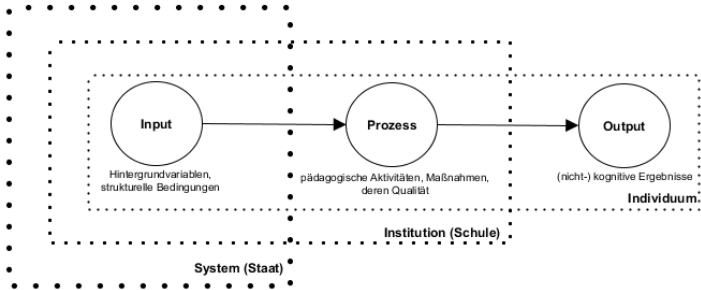 Input
Prozess
Output
Hintergrundvariablen,
strukturelle Bedingungen
pädagogische Aktivitäten, Maßnahmen,
deren Qualität
(nicht-) kognitive Ergebnisse
Individuum
Institution (Schule)
System (Staat)